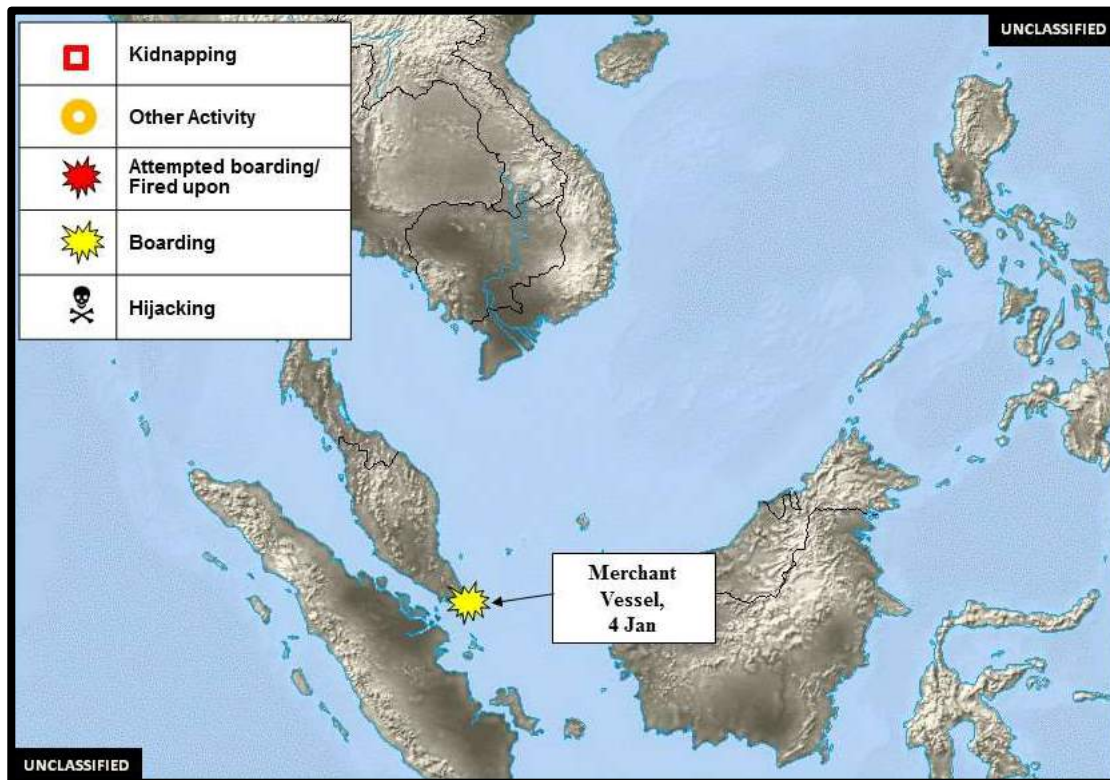 UNCLASSIFIED
Kidnapping
Other Activity
Attempted boarding/
Fired upon
Boarding
Hijacking
Merchant
Vessel,
4 Jan
UNCLASSIFIED